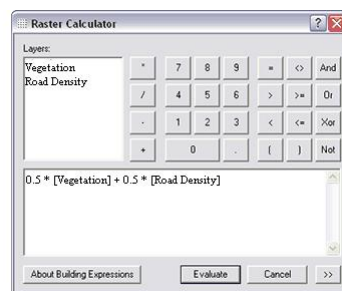 Raster Calculator
Layers:
Vegetation
Road Density
* 7 8 9 = <> And
/ 4 5 6 > >= Or
- 1 2 3 < <= Xor
+ 0 . ( ) Not
0.5 * [Vegetation] + 0.5 * [Road Density]
About Building Expressions Evaluate Cancel >>